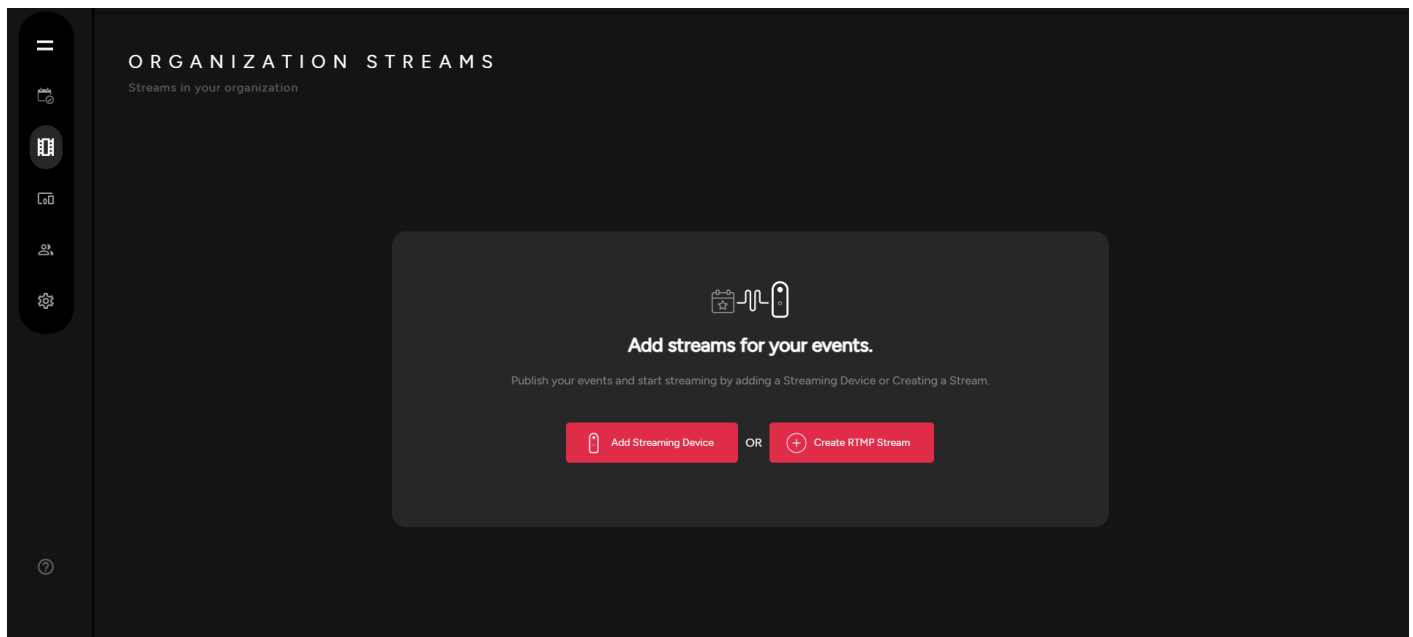 ORGANIZATION STREAMS
Streams in your organization
Add streams for your events.
Publish your events and start streaming by adding a Streaming Device or Creating a Stream.
Add Streaming Device OR Create RTMP Stream